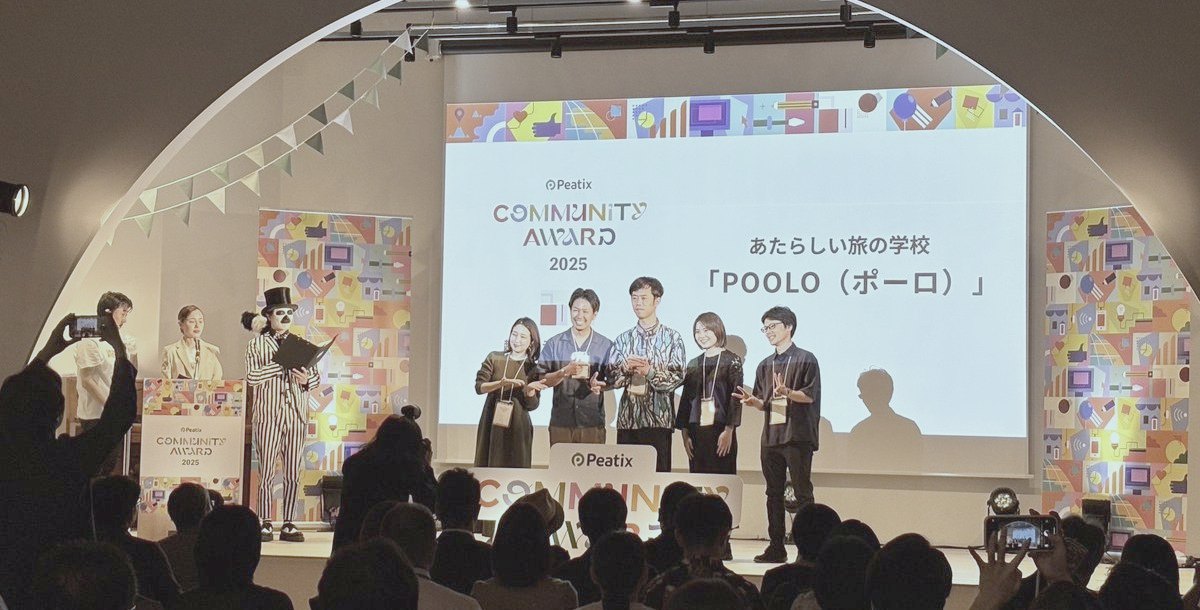 Peatix
COMMUNITY
AWARD
2025
あたらしい旅の学校
「POOLO（ポーロ）」
Peatix
COMMUNITY
AWARD
2025
Peatix
COMMUNITY